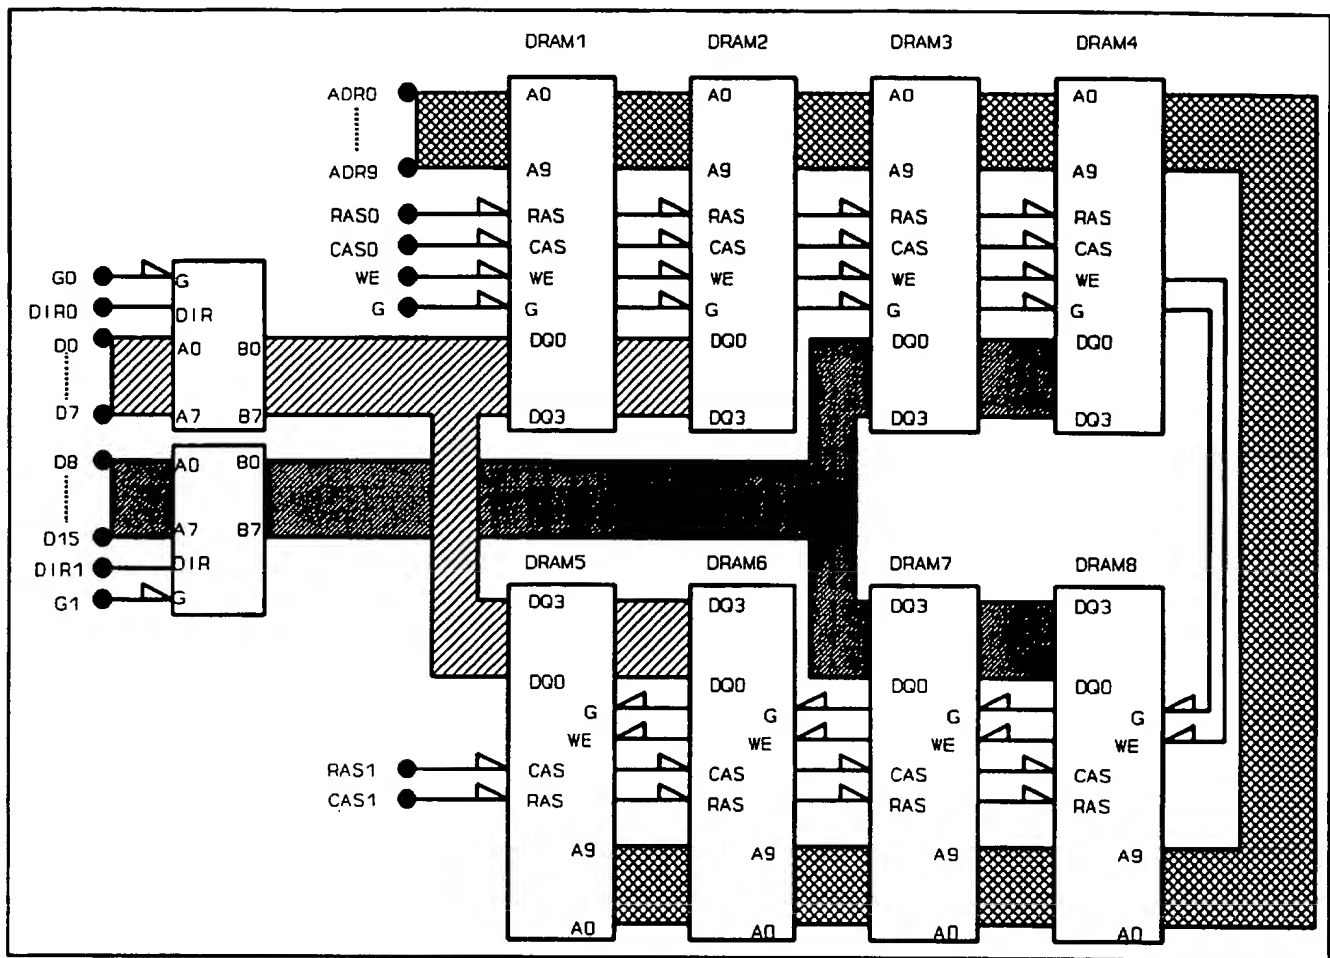 DRAM1 DRAM2 DRAM3 DRAM4
ADR0 A0 A0 A0 A0
ADR9 A9 A9 A9 A9
RAS0 RAS RAS RAS RAS
CAS0 CAS CAS CAS CAS
G0 G WE WE WE WE WE
DIR0 DIR G G G G G
D0 A0 B0 DQ0 DQ0 DQ0 DQ0
D7 A7 B7 DQ3 DQ3 DQ3 DQ3
D8 A0 B0
D15 A7 B7
DIR1 DIR DRAM5 DRAM6 DRAM7 DRAM8
G1 G DQ3 DQ3 DQ3 DQ3
DQ0 DQ0 DQ0 DQ0
G G G G
WE WE WE WE
RAS1 CAS CAS CAS CAS
CAS1 RAS RAS RAS RAS
A9 A9 A9 A9
A0 A0 A0 A0